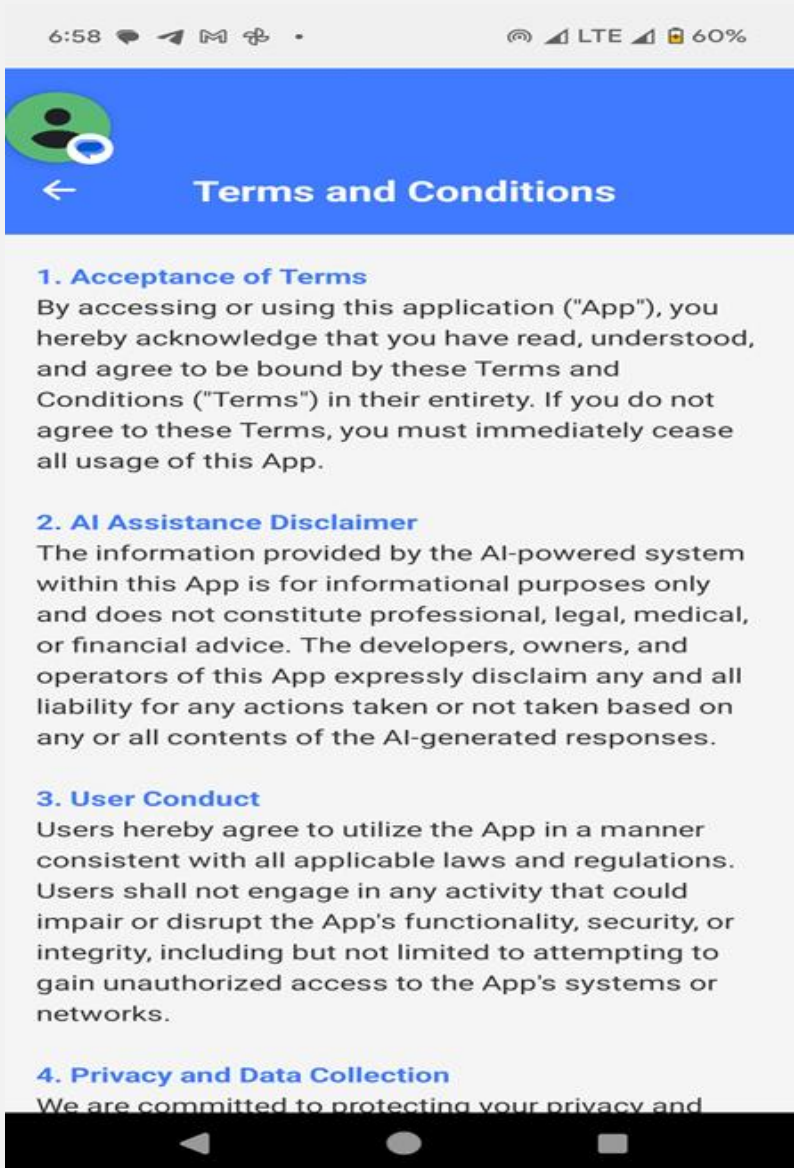 6:58
LTE
60%
Terms and Conditions
1. Acceptance of Terms
By accessing or using this application ("App"), you
hereby acknowledge that you have read, understood,
and agree to be bound by these Terms and
Conditions ("Terms") in their entirety. If you do not
agree to these Terms, you must immediately cease
all usage of this App.
2. AI Assistance Disclaimer
The information provided by the AI-powered system
within this App is for informational purposes only
and does not constitute professional, legal, medical,
or financial advice. The developers, owners, and
operators of this App expressly disclaim any and all
liability for any actions taken or not taken based on
any or all contents of the AI-generated responses.
3. User Conduct
Users hereby agree to utilize the App in a manner
consistent with all applicable laws and regulations.
Users shall not engage in any activity that could
impair or disrupt the App's functionality, security, or
integrity, including but not limited to attempting to
gain unauthorized access to the App's systems or
networks.
4. Privacy and Data Collection
We are committed to protecting your privacy and